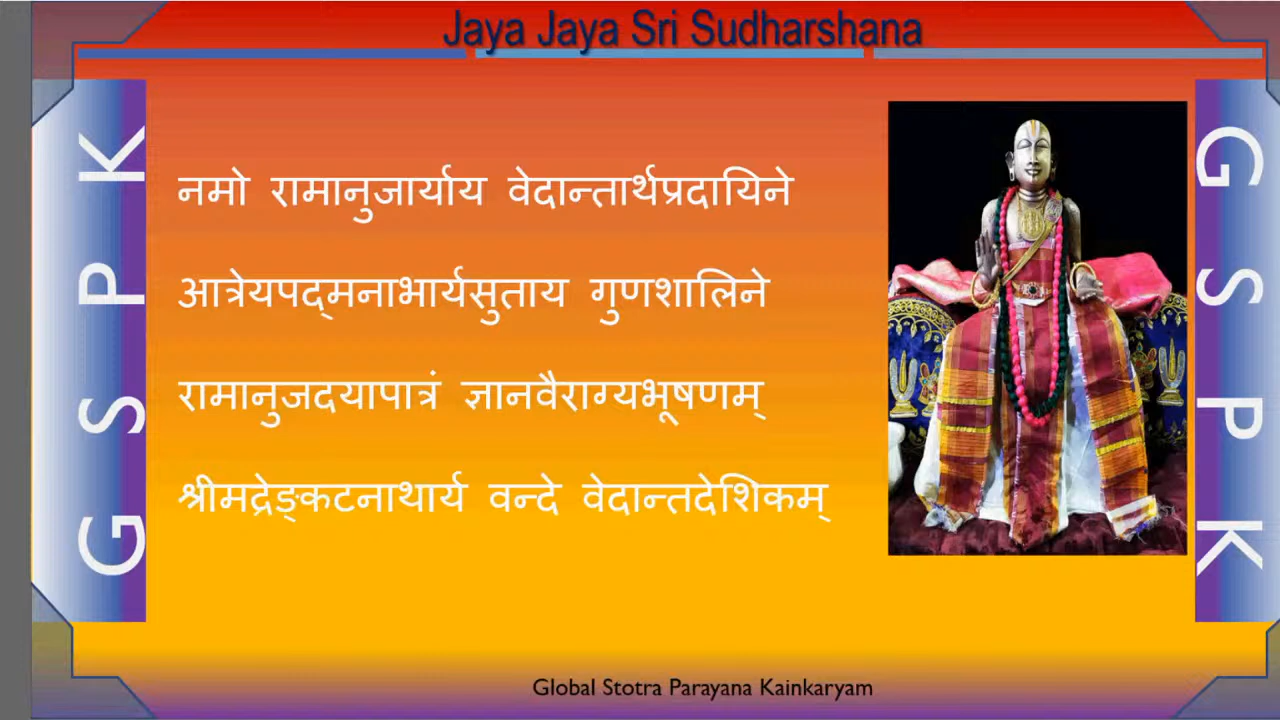 Jaya Jaya Sri Sudharshana
G S P K
नमो रामानुजार्याय वेदान्तार्थप्रदायिने
आत्रेयपद्मनाभार्यसुताय गुणशालिने
रामानुजदयापात्रं ज्ञानवैराग्यभूषणम्
श्रीमद्रेङ्कटनाथार्य वन्दे वेदान्तदेशिकम्
G S P K
Global Stotra Parayana Kainkaryam